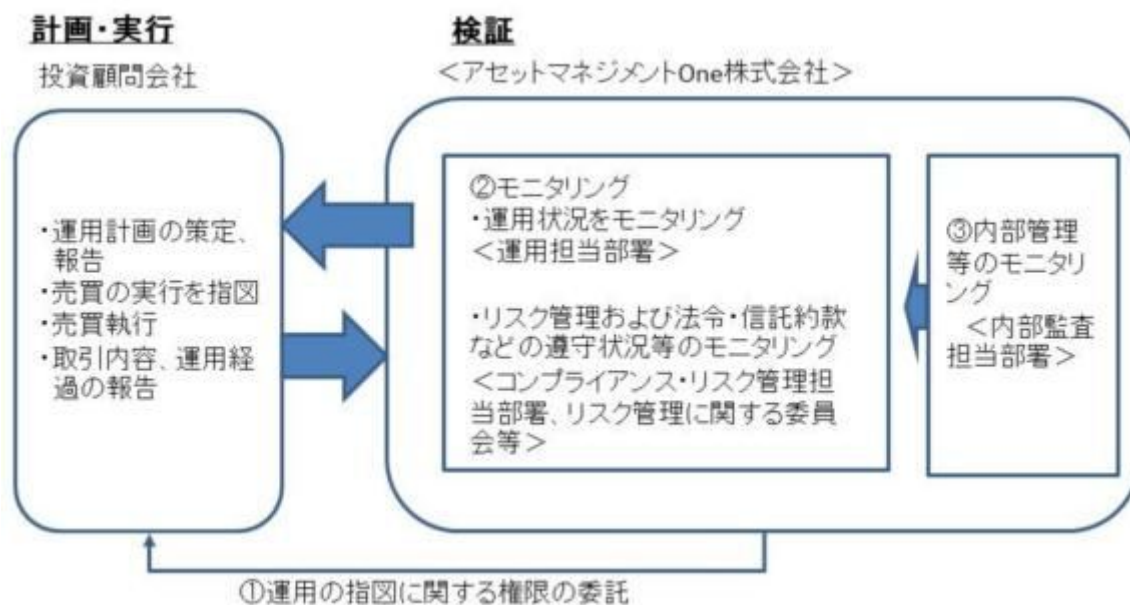 計画・実行
投資顧問会社
・運用計画の策定、
報告
・売買の実行を指図
・売買執行
・取引内容、運用経
過の報告
検証
＜アセットマネジメントOne株式会社＞
②モニタリング
・運用状況をモニタリング
＜運用担当部署＞
・リスク管理および法令・信託約款
などの遵守状況等のモニタリング
＜コンプライアンス・リスク管理担
当部署、リスク管理に関する委員
会等＞
③内部管理
等のモニタリ
ング
＜内部監査
担当部署＞
①運用の指図に関する権限の委託